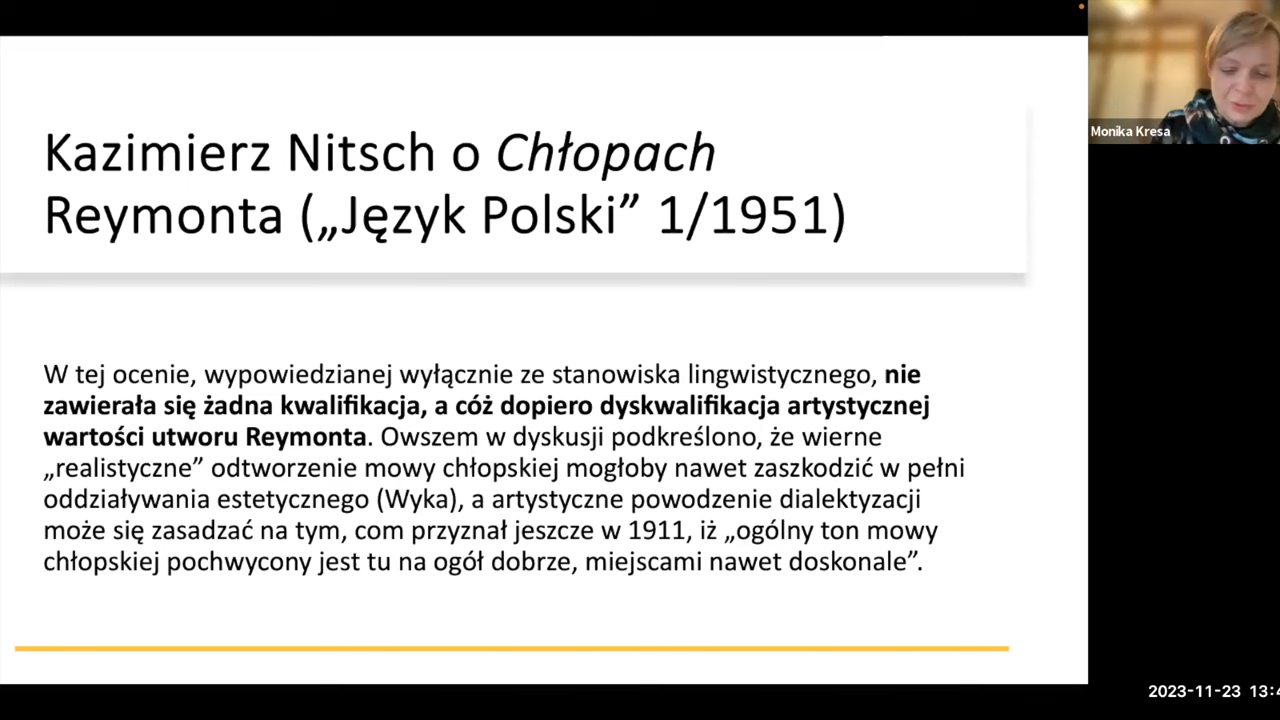 Kazimierz Nitsch o Chłopach
Reymonta („Język Polski” 1/1951)
W tej ocenie, wypowiedzianej wyłącznie ze stanowiska lingwistycznego, nie
zawierała się żadna kwalifikacja, a cóż dopiero dyskwalifikacja artystycznej
wartości utworu Reymonta. Owszem w dyskusji podkreślono, że wierne
„realistyczne” odtworzenie mowy chłopskiej mogłoby nawet zaszkodzić w pełni
oddziaływania estetycznego (Wyka), a artystyczne powodzenie dialektyzacji
może się zasadzać na tym, com przyznał jeszcze w 1911, iż „ogólny ton mowy
chłopskiej pochwycony jest tu na ogół dobrze, miejscami nawet doskonale”.
Monika Kresa
2023-11-23